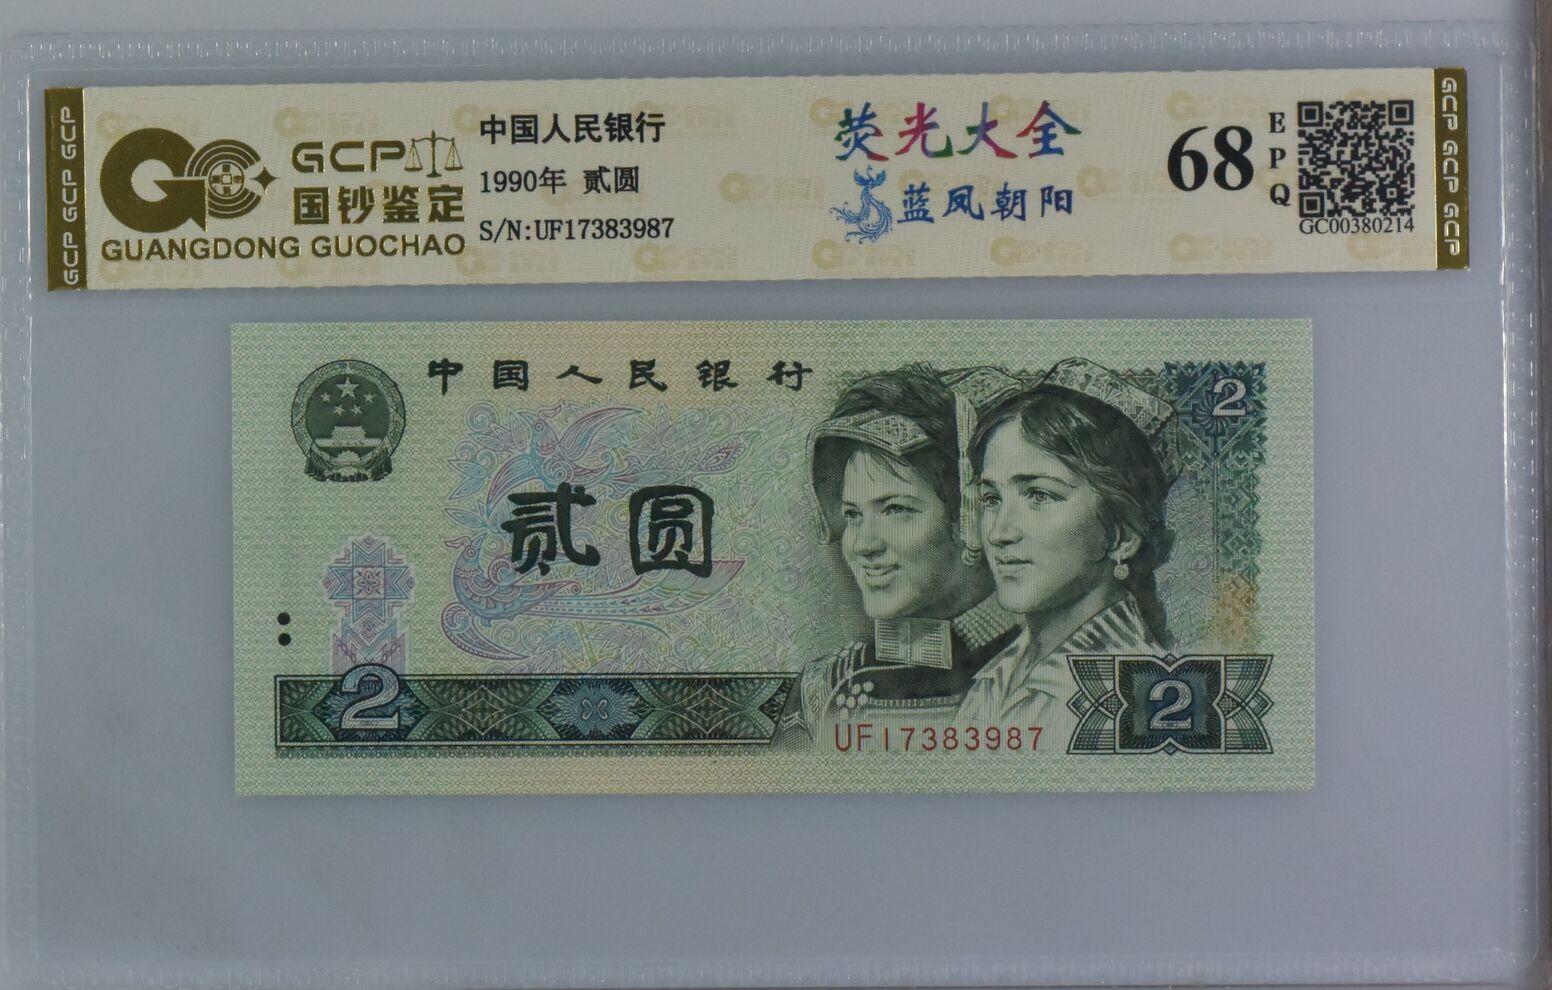 GCP GCP GCP
GCP
国钞鉴定
GUANGDONG GUOCHAO
中国人民银行
1990年 贰圆
S/N:UF17383987
荧光大全
蓝凤朝阳
68
EPQ
GC00380214
GCP GCP GCP
中国人民银行
2
贰圆
2
UF17383987
2